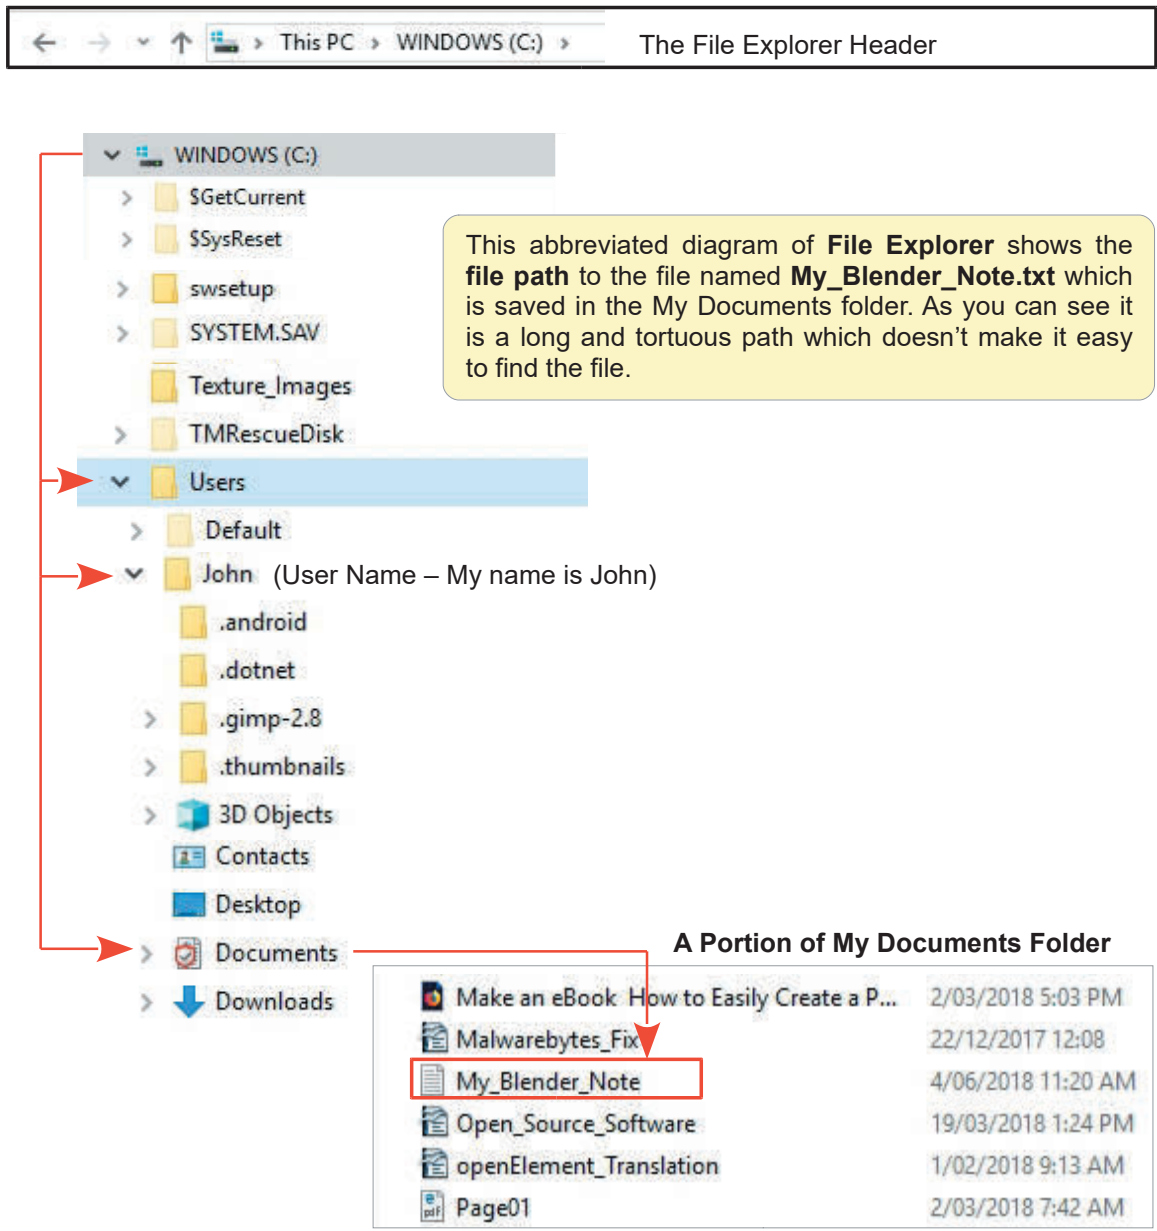 This PC > WINDOWS (C:) >
The File Explorer Header
WINDOWS (C:)
$GetCurrent
$SysReset
swsetup
SYSTEM.SAV
Texture_Images
TMRescueDisk
Users
Default
John (User Name – My name is John)
.android
.dotnet
.gimp-2.8
.thumbnails
3D Objects
Contacts
Desktop
Documents
Downloads
This abbreviated diagram of File Explorer shows the
file path to the file named My_Blender_Note.txt which
is saved in the My Documents folder. As you can see it
is a long and tortuous path which doesn’t make it easy
to find the file.
A Portion of My Documents Folder
Make an eBook How to Easily Create a P... 2/03/2018 5:03 PM
Malwarebytes_Fix 22/12/2017 12:08
My_Blender_Note 4/06/2018 11:20 AM
Open_Source_Software 19/03/2018 1:24 PM
openElement_Translation 1/02/2018 9:13 AM
Page01 2/03/2018 7:42 AM